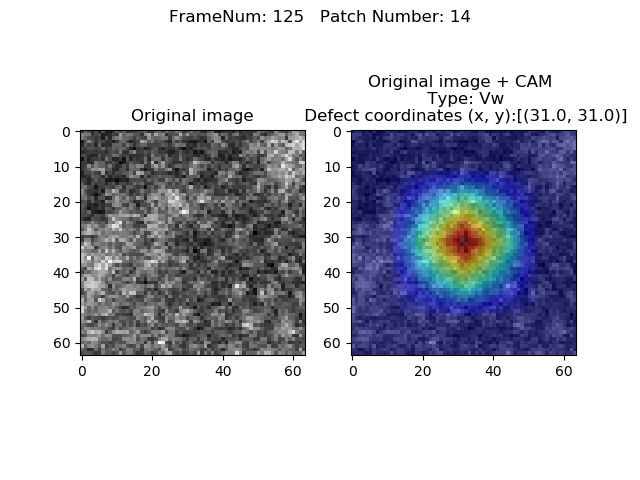 FrameNum: 125   Patch Number: 14
Original image
Original image + CAM
Type: Vw
Defect coordinates (x, y):[(31.0, 31.0)]
0
10
20
30
40
50
60
0 20 40 60
0
10
20
30
40
50
60
0 20 40 60